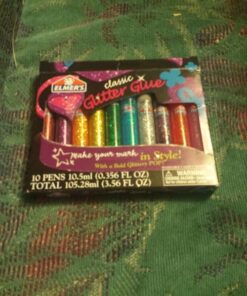 ELMER'S
classic
Glitter Glue
Make your mark in Style!
With a Bold Glittery POP!
10 PENS 10.5ml (0.356 FL OZ)
TOTAL 105.28ml (3.56 FL OZ)
WARNING